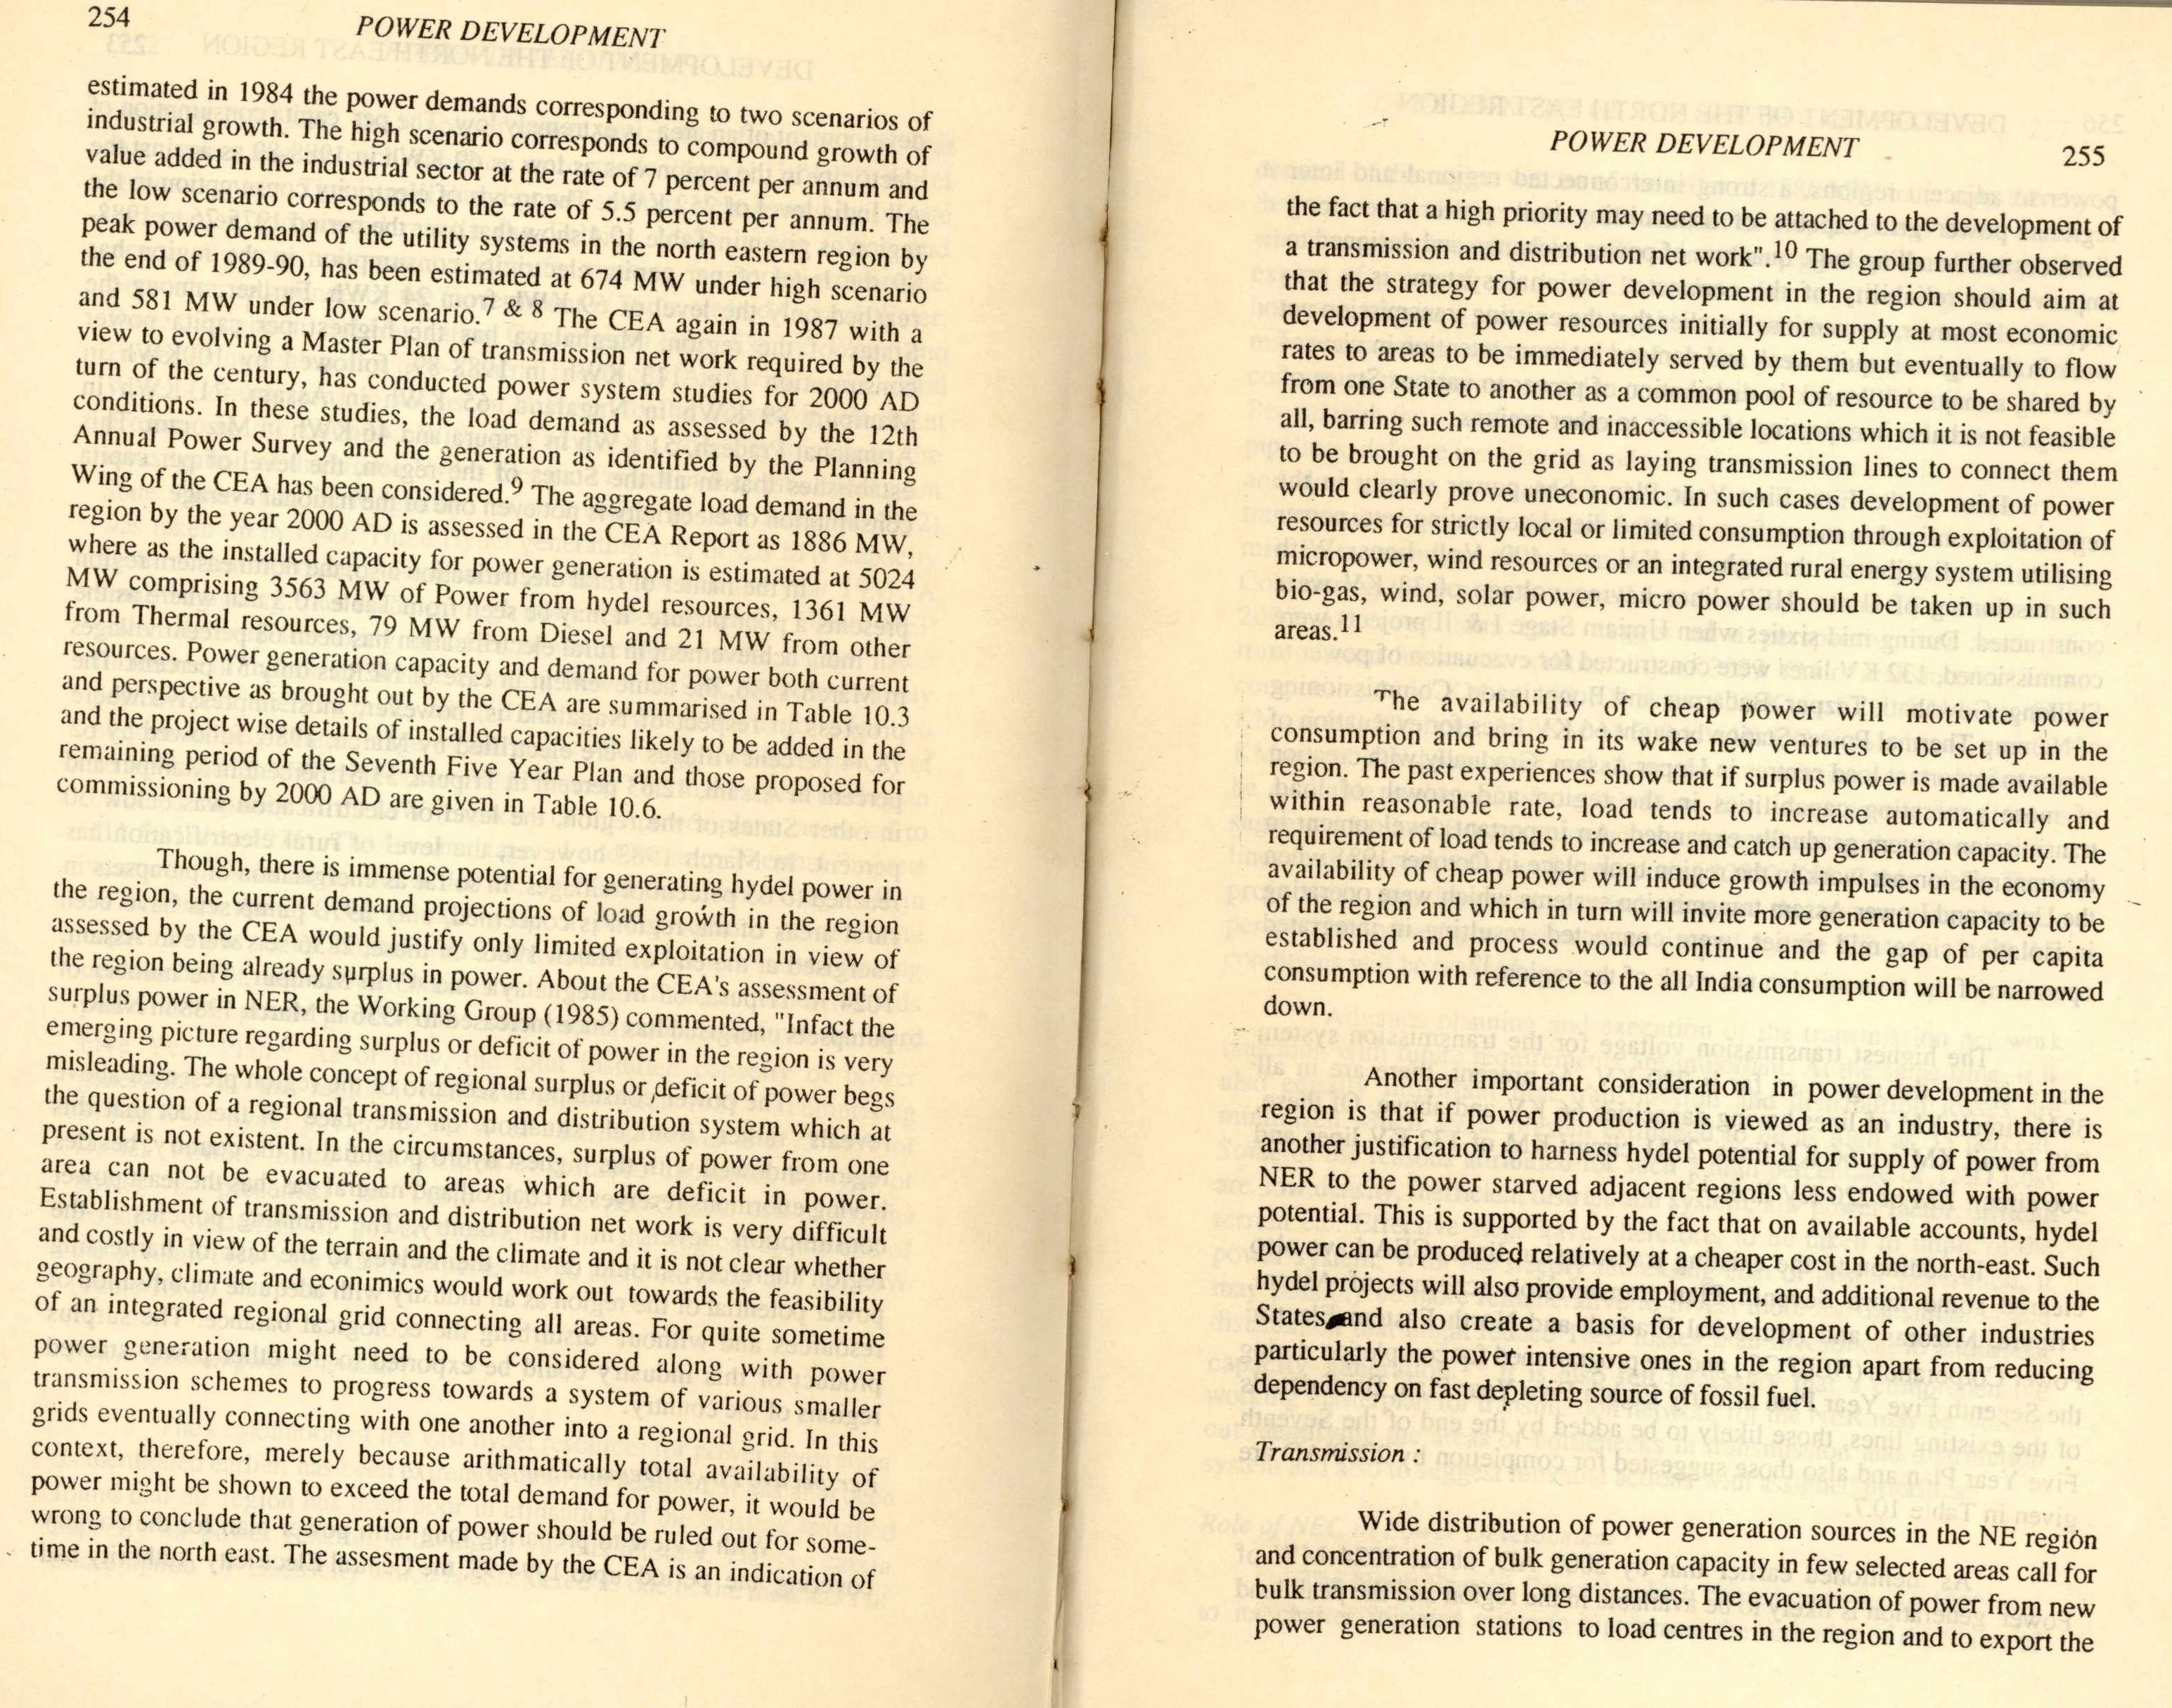 254
POWER DEVELOPMENT
estimated in 1984 the power demands corresponding to two scenarios of
industrial growth. The high scenario corresponds to compound growth of
value added in the industrial sector at the rate of 7 percent per annum and
the low scenario corresponds to the rate of 5.5 percent per annum. The
peak power demand of the utility systems in the north eastern region by
the end of 1989-90, has been estimated at 674 MW under high scenario
and 581 MW under low scenario.7 & 8 The CEA again in 1987 with a
view to evolving a Master Plan of transmission net work required by the
turn of the century, has conducted power system studies for 2000 AD
conditions. In these studies, the load demand as assessed by the 12th
Annual Power Survey and the generation as identified by the Planning
Wing of the CEA has been considered.9 The aggregate load demand in the
region by the year 2000 AD is assessed in the CEA Report as 1886 MW,
where as the installed capacity for power generation is estimated at 5024
MW comprising 3563 MW of Power from hydel resources, 1361 MW
from Thermal resources, 79 MW from Diesel and 21 MW from other
resources. Power generation capacity and demand for power both current
and perspective as brought out by the CEA are summarised in Table 10.3
and the project wise details of installed capacities likely to be added in the
remaining period of the Seventh Five Year Plan and those proposed for
commissioning by 2000 AD are given in Table 10.6.
Though, there is immense potential for generating hydel power in
the region, the current demand projections of load growth in the region
assessed by the CEA would justify only limited exploitation in view of
the region being already surplus in power. About the CEA's assessment of
surplus power in NER, the Working Group (1985) commented, "Infact the
emerging picture regarding surplus or deficit of power in the region is very
misleading. The whole concept of regional surplus or deficit of power begs
the question of a regional transmission and distribution system which at
present is not existent. In the circumstances, surplus of power from one
area can not be evacuated to areas which are deficit in power.
Establishment of transmission and distribution net work is very difficult
and costly in view of the terrain and the climate and it is not clear whether
geography, climate and econimics would work out towards the feasibility
of an integrated regional grid connecting all areas. For quite sometime
power generation might need to be considered along with power
transmission schemes to progress towards a system of various smaller
grids eventually connecting with one another into a regional grid. In this
context, therefore, merely because arithmatically total availability of
power might be shown to exceed the total demand for power, it would be
wrong to conclude that generation of power should be ruled out for some-
time in the north east. The assesment made by the CEA is an indication of
POWER DEVELOPMENT
255
the fact that a high priority may need to be attached to the development of
a transmission and distribution net work".10 The group further observed
that the strategy for power development in the region should aim at
development of power resources initially for supply at most economic
rates to areas to be immediately served by them but eventually to flow
from one State to another as a common pool of resource to be shared by
all, barring such remote and inaccessible locations which it is not feasible
to be brought on the grid as laying transmission lines to connect them
would clearly prove uneconomic. In such cases development of power
resources for strictly local or limited consumption through exploitation of
micropower, wind resources or an integrated rural energy system utilising
bio-gas, wind, solar power, micro power should be taken up in such
areas.11
The availability of cheap power will motivate power
consumption and bring in its wake new ventures to be set up in the
region. The past experiences show that if surplus power is made available
within reasonable rate, load tends to increase automatically and
requirement of load tends to increase and catch up generation capacity. The
availability of cheap power will induce growth impulses in the economy
of the region and which in turn will invite more generation capacity to be
established and process would continue and the gap of per capita
consumption with reference to the all India consumption will be narrowed
down.
Another important consideration in power development in the
region is that if power production is viewed as an industry, there is
another justification to harness hydel potential for supply of power from
NER to the power starved adjacent regions less endowed with power
potential. This is supported by the fact that on available accounts, hydel
power can be produced relatively at a cheaper cost in the north-east. Such
hydel projects will also provide employment, and additional revenue to the
States and also create a basis for development of other industries
particularly the power intensive ones in the region apart from reducing
dependency on fast depleting source of fossil fuel.
Transmission :
Wide distribution of power generation sources in the NE region
and concentration of bulk generation capacity in few selected areas call for
bulk transmission over long distances. The evacuation of power from new
power generation stations to load centres in the region and to export the